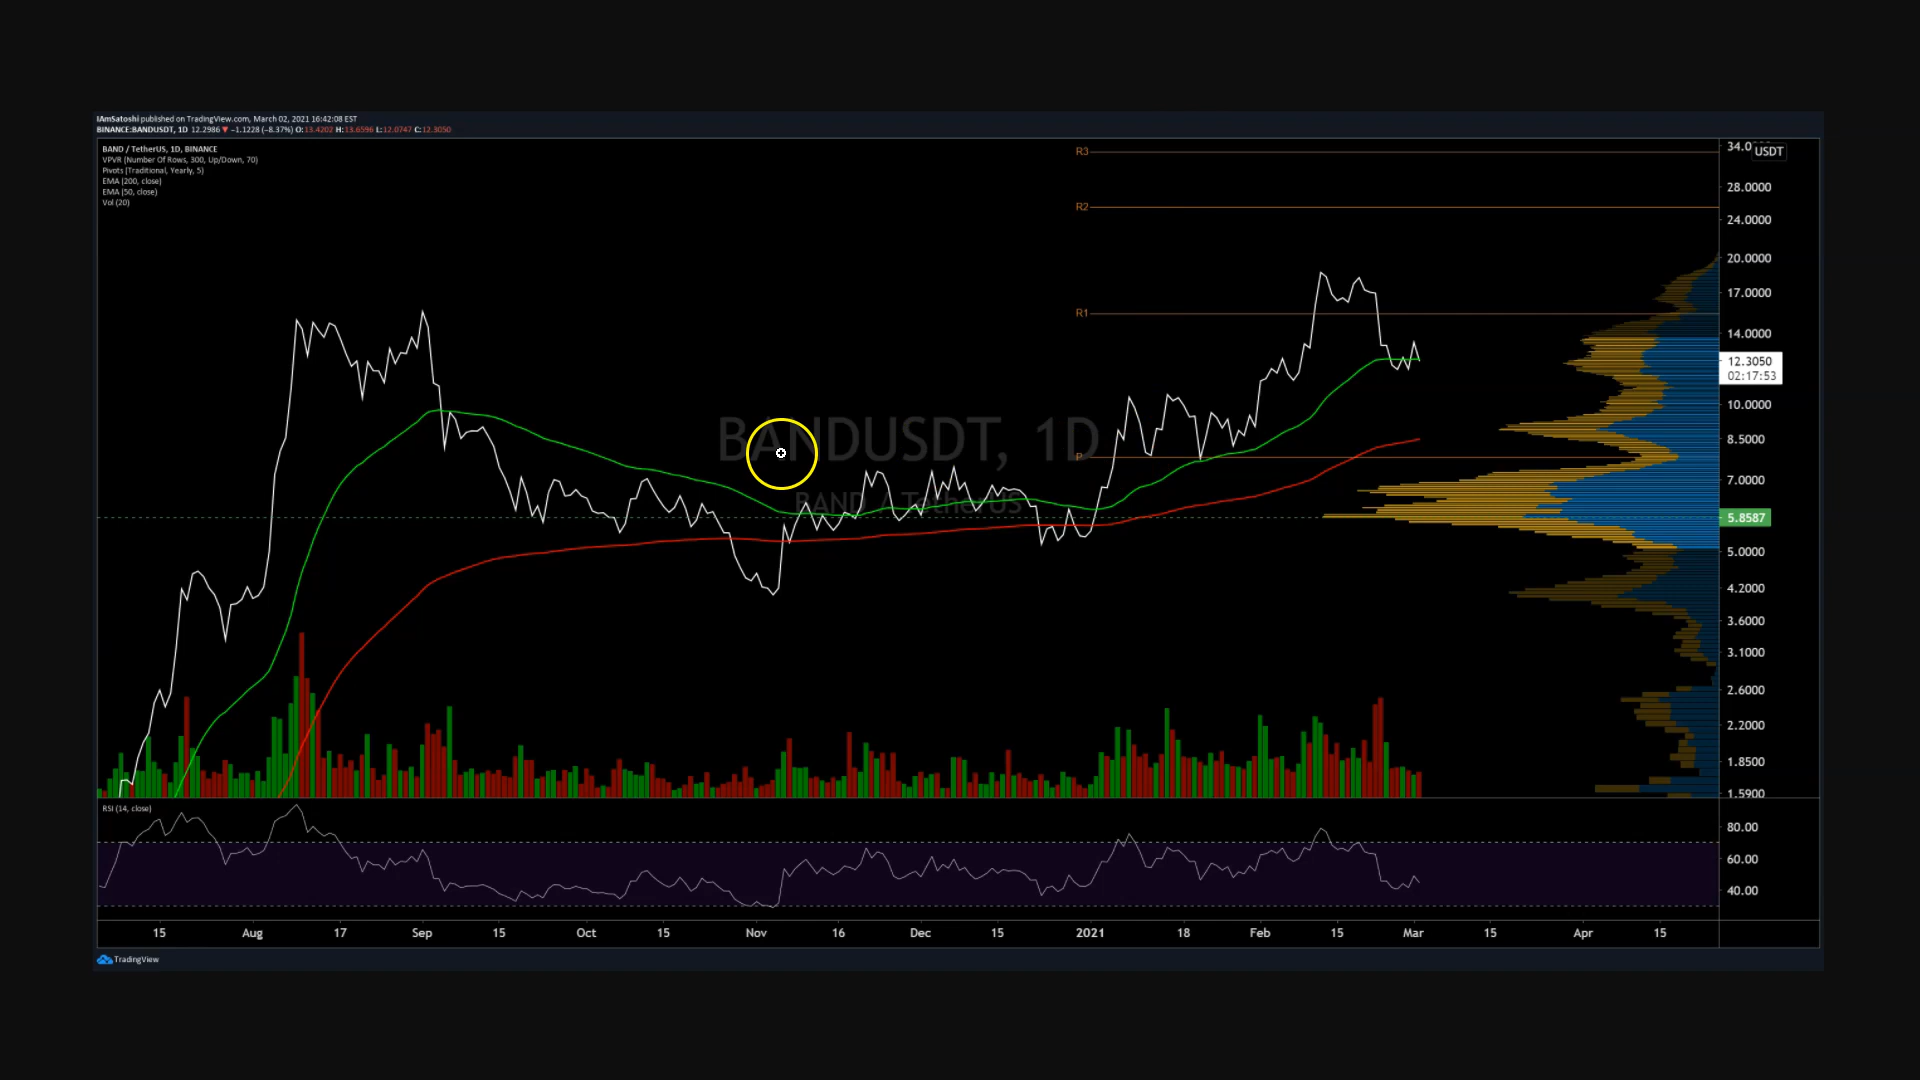 IAmSatoshi published on TradingView.com, March 02, 2021 16:42:08 EST
BINANCE:BANDUSDT, 1D 12.2986 ▼ −1.1228 (−8.37%) O:13.4202 H:13.6596 L:12.0747 C:12.3050
BAND / TetherUS, 1D, BINANCE
VPVR (Number Of Rows, 300, Up/Down, 70)
Pivots (Traditional, Yearly, 5)
EMA (200, close)
EMA (50, close)
Vol (20)
R3
R2
R1
P
BANDUSDT, 1D
BAND / TetherUS
USDT
34.0
28.0000
24.0000
20.0000
17.0000
14.0000
12.3050
02:17:53
10.0000
8.5000
7.0000
5.8587
5.0000
4.2000
3.6000
3.1000
2.6000
2.2000
1.8500
1.5900
RSI (14, close)
80.00
60.00
40.00
15 Aug 17 Sep 15 Oct 15 Nov 16 Dec 15 2021 18 Feb 15 Mar 15 Apr 15
TradingView